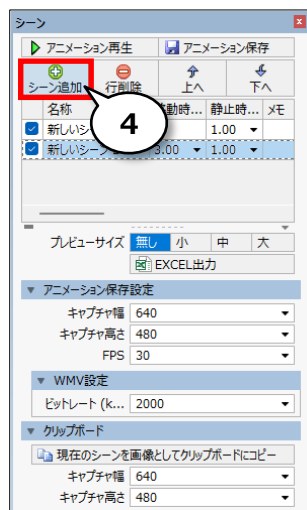 シーン
アニメーション再生 アニメーション保存
シーン追加 行削除 上へ 下へ
名称 動時... 静止時... メモ
新しいシ 1.00
新しいシーン 3.00 1.00
4
プレビューサイズ 無し 小 中 大
EXCEL出力
アニメーション保存設定
キャプチャ幅 640
キャプチャ高さ 480
FPS 30
WMV設定
ビットレート (k... 2000
クリップボード
現在のシーンを画像としてクリップボードにコピー
キャプチャ幅 640
キャプチャ高さ 480